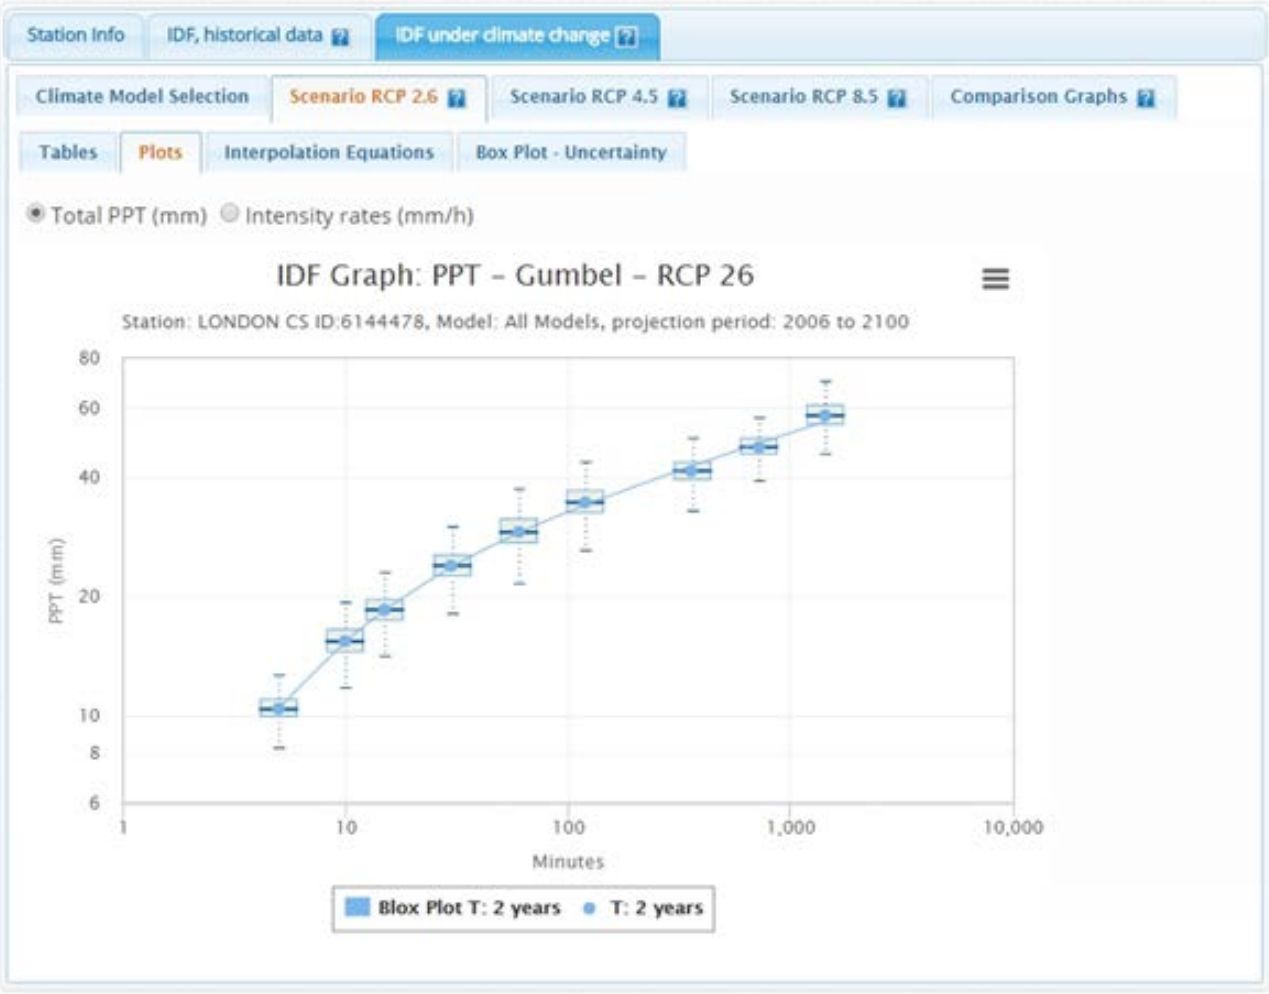 Station Info IDF, historical data ? IDF under climate change ?
Climate Model Selection Scenario RCP 2.6 ? Scenario RCP 4.5 ? Scenario RCP 8.5 ? Comparison Graphs ?
Tables Plots Interpolation Equations Box Plot - Uncertainty
Total PPT (mm) Intensity rates (mm/h)
IDF Graph: PPT – Gumbel – RCP 26
Station: LONDON CS ID:6144478, Model: All Models, projection period: 2006 to 2100
80
60
40
20
10
8
6
PPT (mm)
1 10 100 1,000 10,000
Minutes
Blox Plot T: 2 years T: 2 years